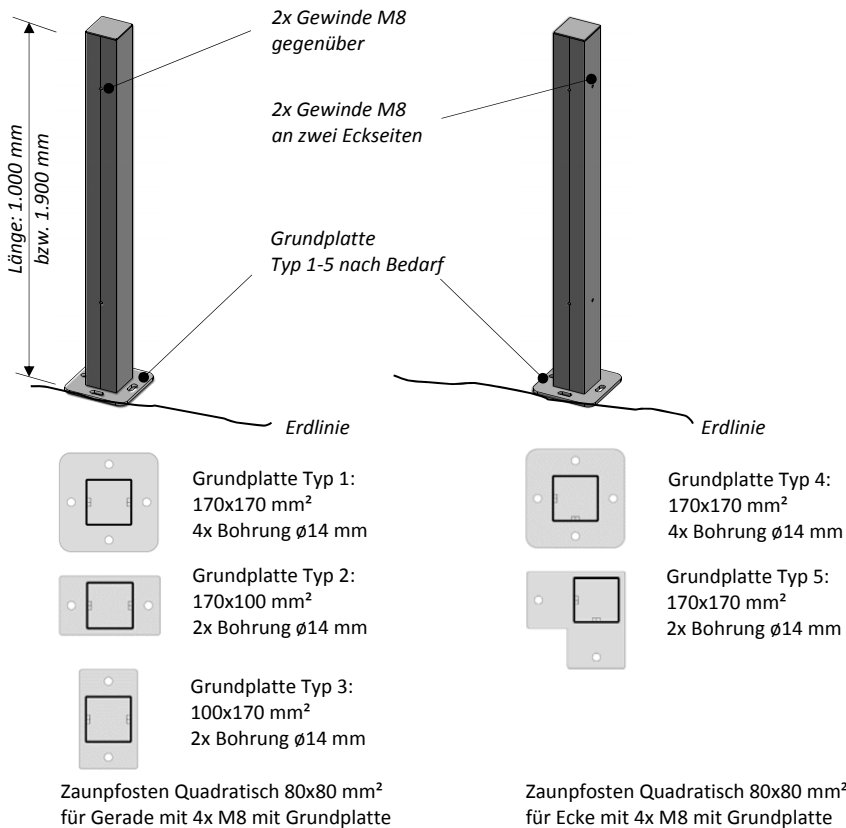 2x Gewinde M8
gegenüber
2x Gewinde M8
an zwei Eckseiten
Länge: 1.000 mm
bzw. 1.900 mm
Grundplatte
Typ 1-5 nach Bedarf
Erdlinie
Erdlinie
Grundplatte Typ 1:
170x170 mm²
4x Bohrung ø14 mm
Grundplatte Typ 2:
170x100 mm²
2x Bohrung ø14 mm
Grundplatte Typ 3:
100x170 mm²
2x Bohrung ø14 mm
Zaunpfosten Quadratisch 80x80 mm²
für Gerade mit 4x M8 mit Grundplatte
Grundplatte Typ 4:
170x170 mm²
4x Bohrung ø14 mm
Grundplatte Typ 5:
170x170 mm²
2x Bohrung ø14 mm
Zaunpfosten Quadratisch 80x80 mm²
für Ecke mit 4x M8 mit Grundplatte